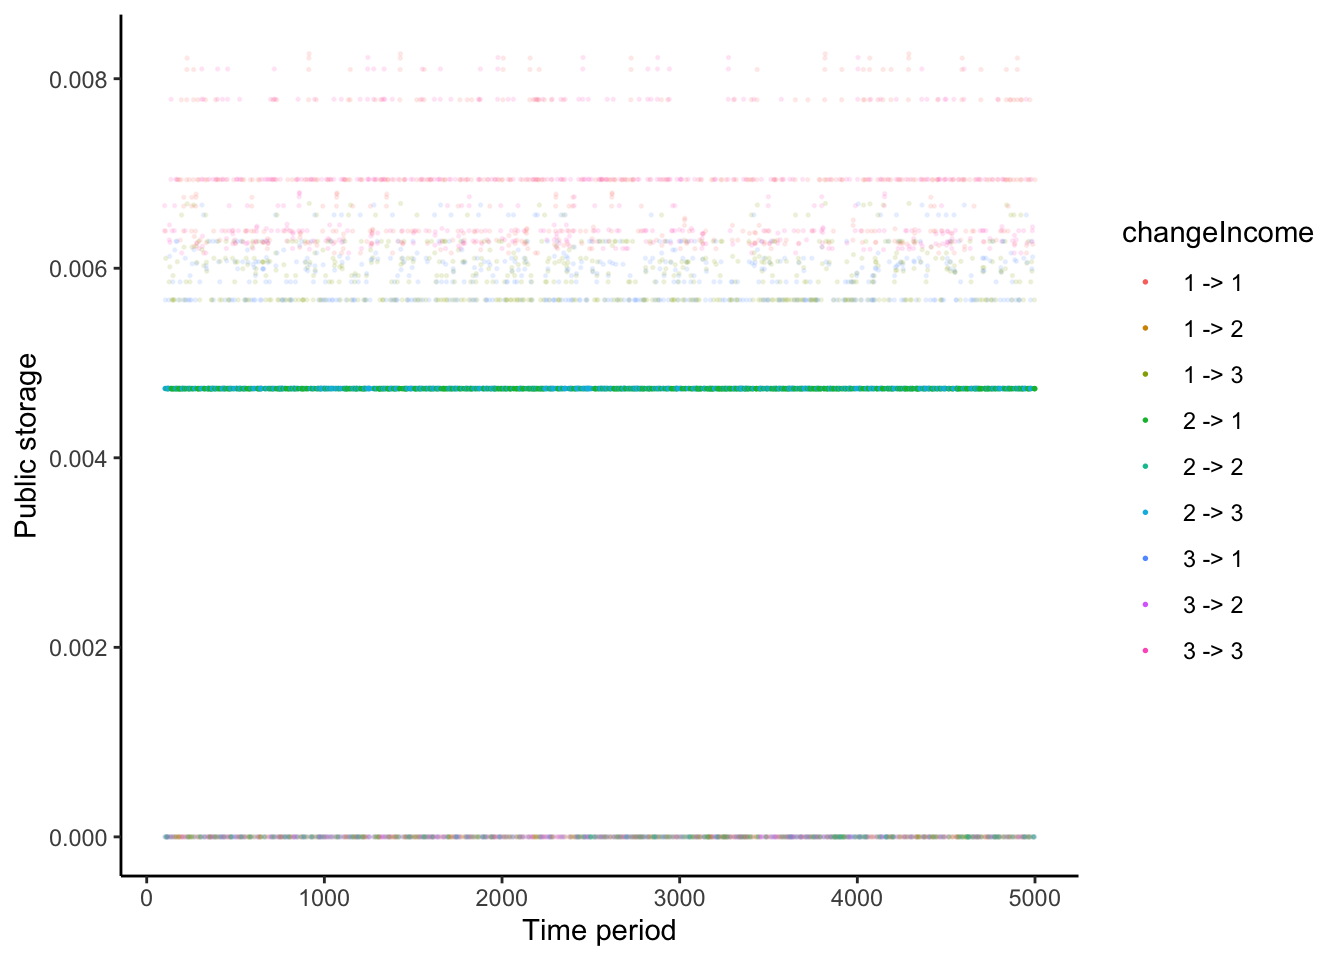 0.008
0.006
0.004
0.002
0.000
Public storage
0
1000
2000
3000
4000
5000
Time period
changeIncome
1 -> 1
1 -> 2
1 -> 3
2 -> 1
2 -> 2
2 -> 3
3 -> 1
3 -> 2
3 -> 3